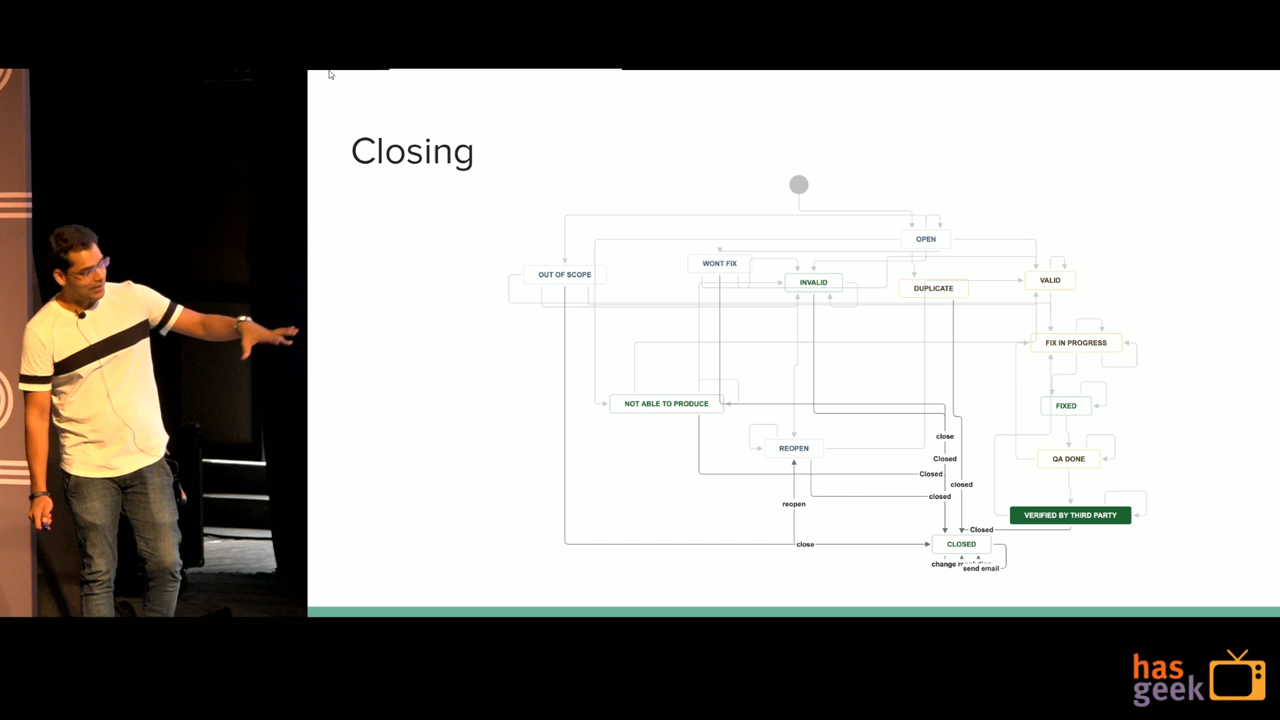 Closing
OPEN
WONT FIX
OUT OF SCOPE
INVALID
DUPLICATE
VALID
FIX IN PROGRESS
NOT ABLE TO PRODUCE
FIXED
close
REOPEN
Closed
QA DONE
Closed
closed
closed
reopen
VERIFIED BY THIRD PARTY
Closed
close
CLOSED
change
send email
has
geek